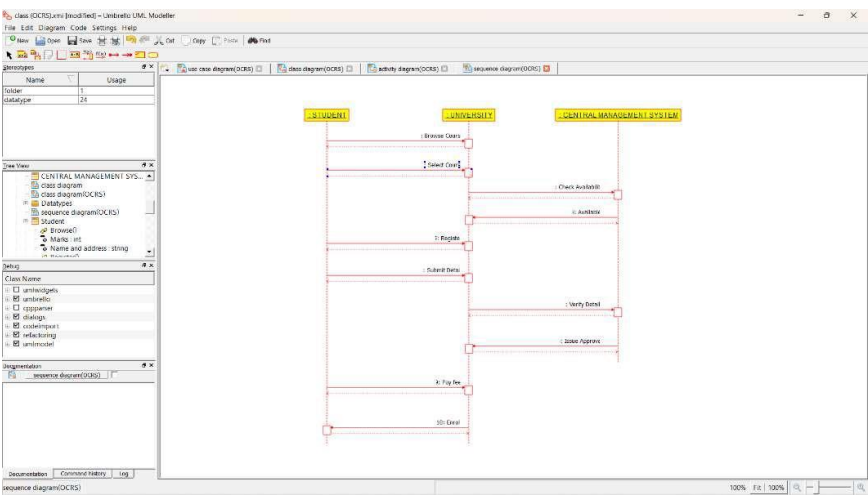 class (OCRS).xmi [modified] - Umbrello UML Modeller
File Edit Diagram Code Settings Help
New Open Save Cut Copy Paste Find
Stereotypes
Name Usage
folder 1
datatype 24
Tree View
CENTRAL MANAGEMENT SYS...
class diagram
class diagram(OCRS)
Datatypes
sequence diagram(OCRS)
Student
Browse()
Marks : int
Name and address : string
Debug
Class Name
umlwidgets
umbrello
cppparser
dialogs
codeimport
refactoring
umlmodel
Documentation
sequence diagram(OCRS)
Documentation Command history Log
sequence diagram(OCRS)
use case diagram(OCRS) class diagram(OCRS) activity diagram(OCRS) sequence diagram(OCRS)
: STUDENT : UNIVERSITY : CENTRAL MANAGEMENT SYSTEM
: Browse Cours
: Select Cours
: Check Availabili
: Available
: Registe
: Submit Detai
: Verify Detail
: Issue Approve
9: Pay fee
10: Enrol
100% Fit 100%